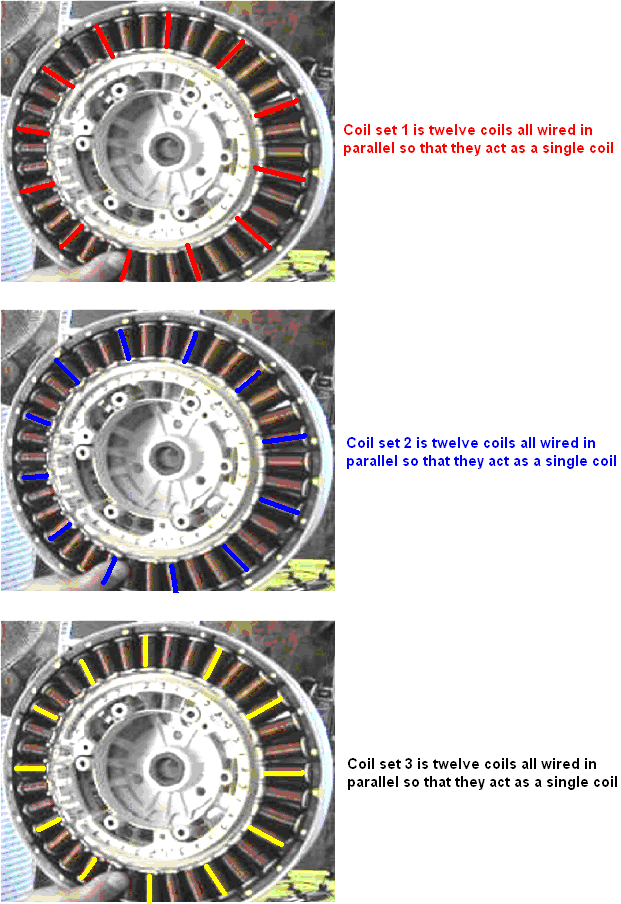 Coil set 1 is twelve coils all wired in
parallel so that they act as a single coil
Coil set 2 is twelve coils all wired in
parallel so that they act as a single coil
Coil set 3 is twelve coils all wired in
parallel so that they act as a single coil